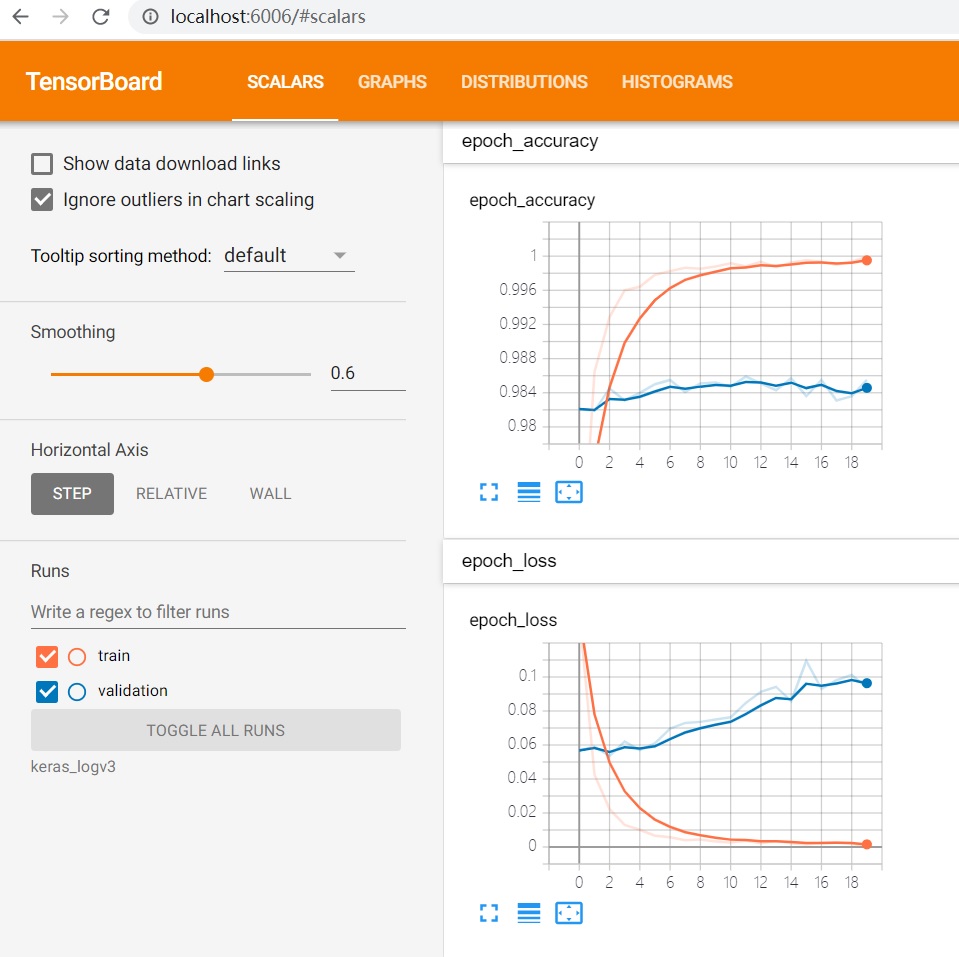 localhost:6006/#scalars
TensorBoard SCALARS GRAPHS DISTRIBUTIONS HISTOGRAMS
Show data download links
Ignore outliers in chart scaling
Tooltip sorting method: default
Smoothing
0.6
Horizontal Axis
STEP RELATIVE WALL
Runs
Write a regex to filter runs
train
validation
TOGGLE ALL RUNS
keras_logv3
epoch_accuracy
epoch_accuracy
1
0.996
0.992
0.988
0.984
0.98
0 2 4 6 8 10 12 14 16 18
epoch_loss
epoch_loss
0.1
0.08
0.06
0.04
0.02
0
0 2 4 6 8 10 12 14 16 18